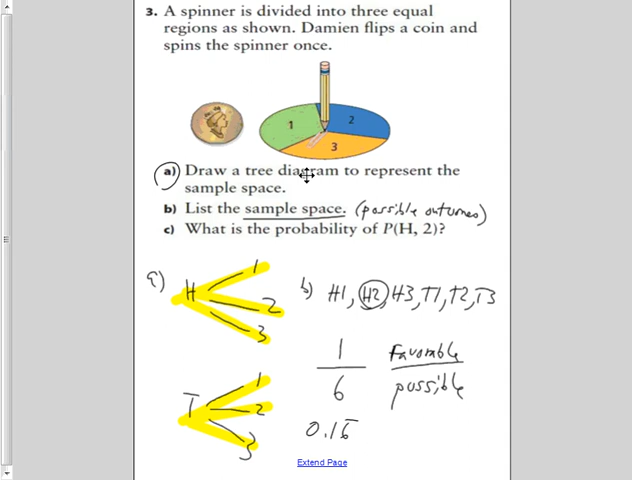 3. A spinner is divided into three equal
regions as shown. Damien flips a coin and
spins the spinner once.
1
2
3
a) Draw a tree diagram to represent the
sample space.
b) List the sample space. (possible outcomes)
c) What is the probability of P(H, 2)?
a)
H
1
2
3
b) H1, H2, H3, T1, T2, T3
1 Favorable
6 possible
T
1
2
3
0.16
Extend Page